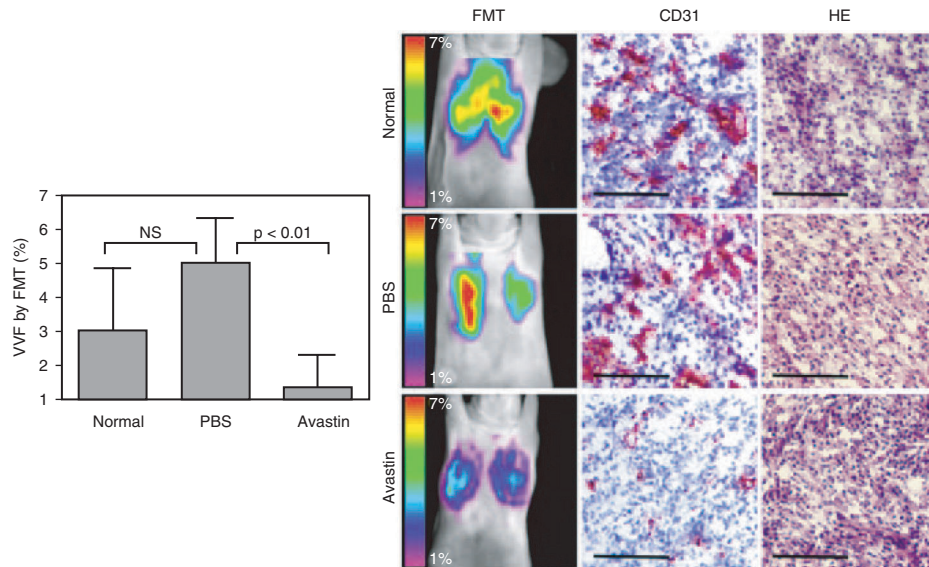 FMT CD31 HE
Normal
7%
1%
PBS
7%
1%
Avastin
7%
1%
VVF by FMT (%)
7
6
5
4
3
2
1
NS
p < 0.01
Normal PBS Avastin